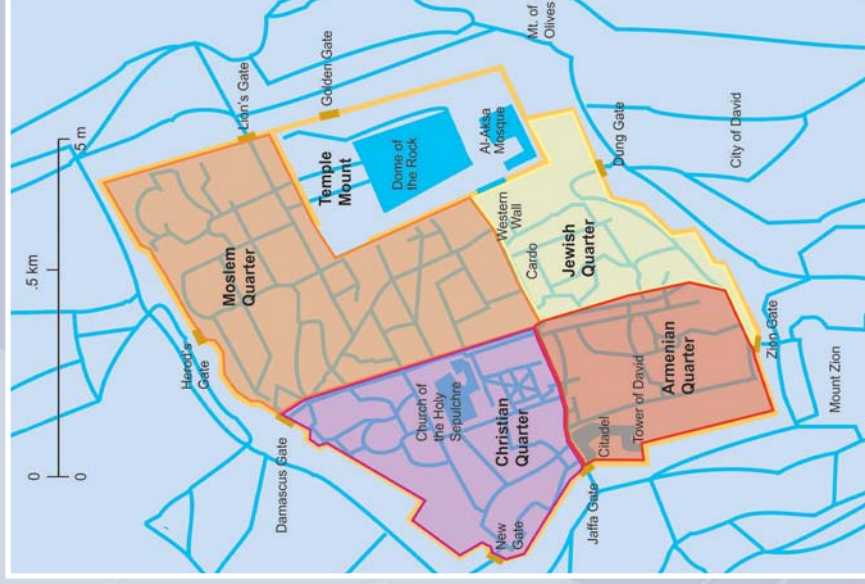 New
Gate
Herod's
Gate
Moslem
Quarter
Lion's Gate
0
.5 km
0
.5 m
Damascus Gate
Golden Gate
Temple
Mount
Dome of
the Rock
Church of
the Holy
Sepulchre
Christian
Quarter
Al-Aksa
Mosque
Western
Wall
Cardo
Jewish
Quarter
Mt. of
Olives
Jaffa Gate
Citadel
Tower of David
Armenian
Quarter
Dung Gate
City of David
Zion Gate
Mount Zion